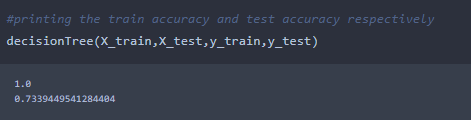 #printing the train accuracy and test accuracy respectively
decisionTree(X_train,X_test,y_train,y_test)
1.0
0.7339449541284404